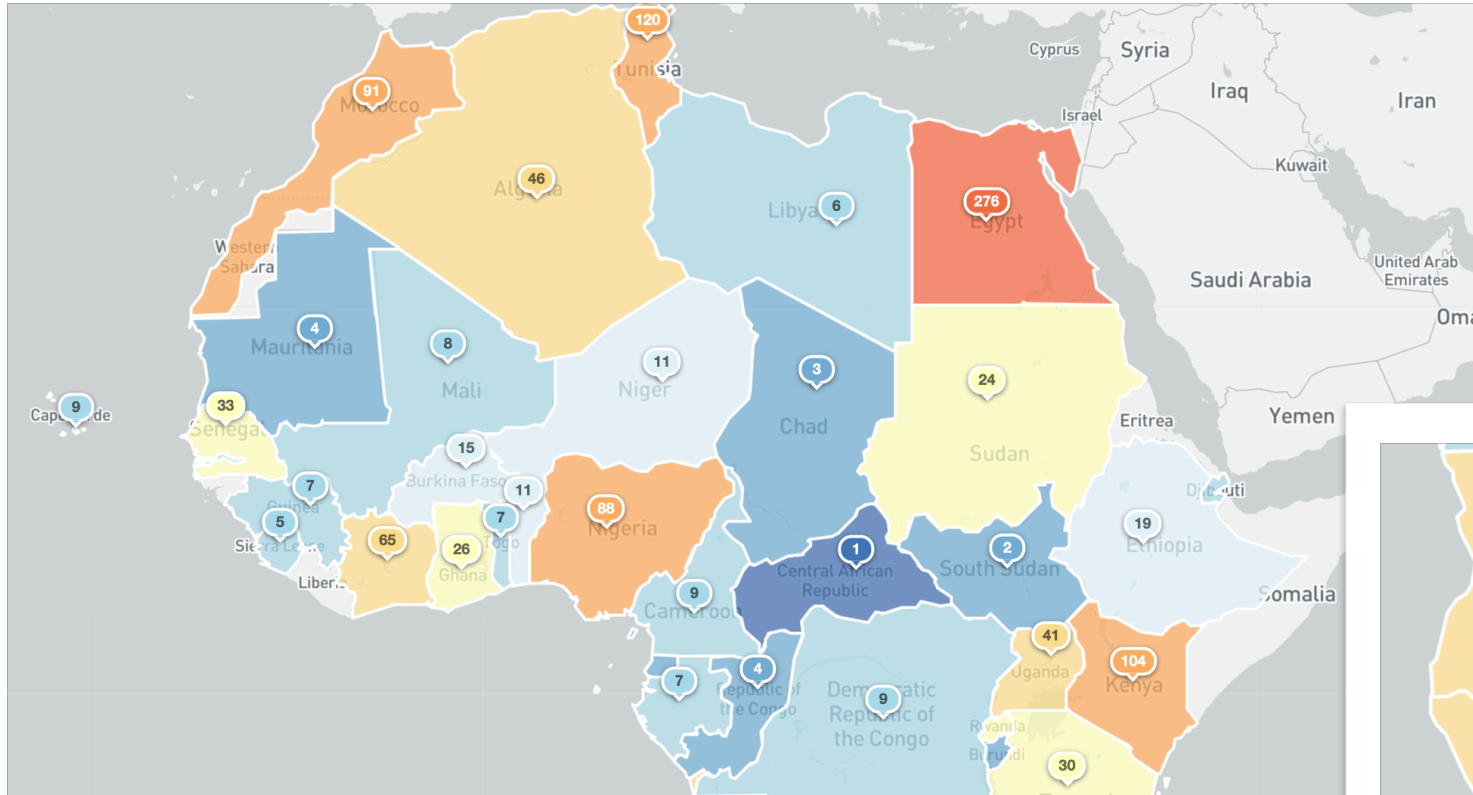 120
Cyprus
Syria
Tunisia
Iraq
Iran
91
Morocco
Israel
Kuwait
46
Algeria
6
Libya
276
Egypt
Western
Sahara
United Arab
Emirates
Saudi Arabia
Oma
4
Mauritania
8
Mali
11
Niger
3
Chad
24
Sudan
9
Cape Verde
33
Senegal
Eritrea
Yemen
15
Burkina Faso
11
7
Guinea
5
Sierra Leone
65
26
Ghana
7
Togo
88
Nigeria
Djibouti
19
Ethiopia
Liberi
1
Central African
Republic
2
South Sudan
Somalia
9
Cameroon
41
Uganda
104
Kenya
7
4
Republic of
the Congo
9
Democratic
Republic of
the Congo
Rwanda
Burundi
30